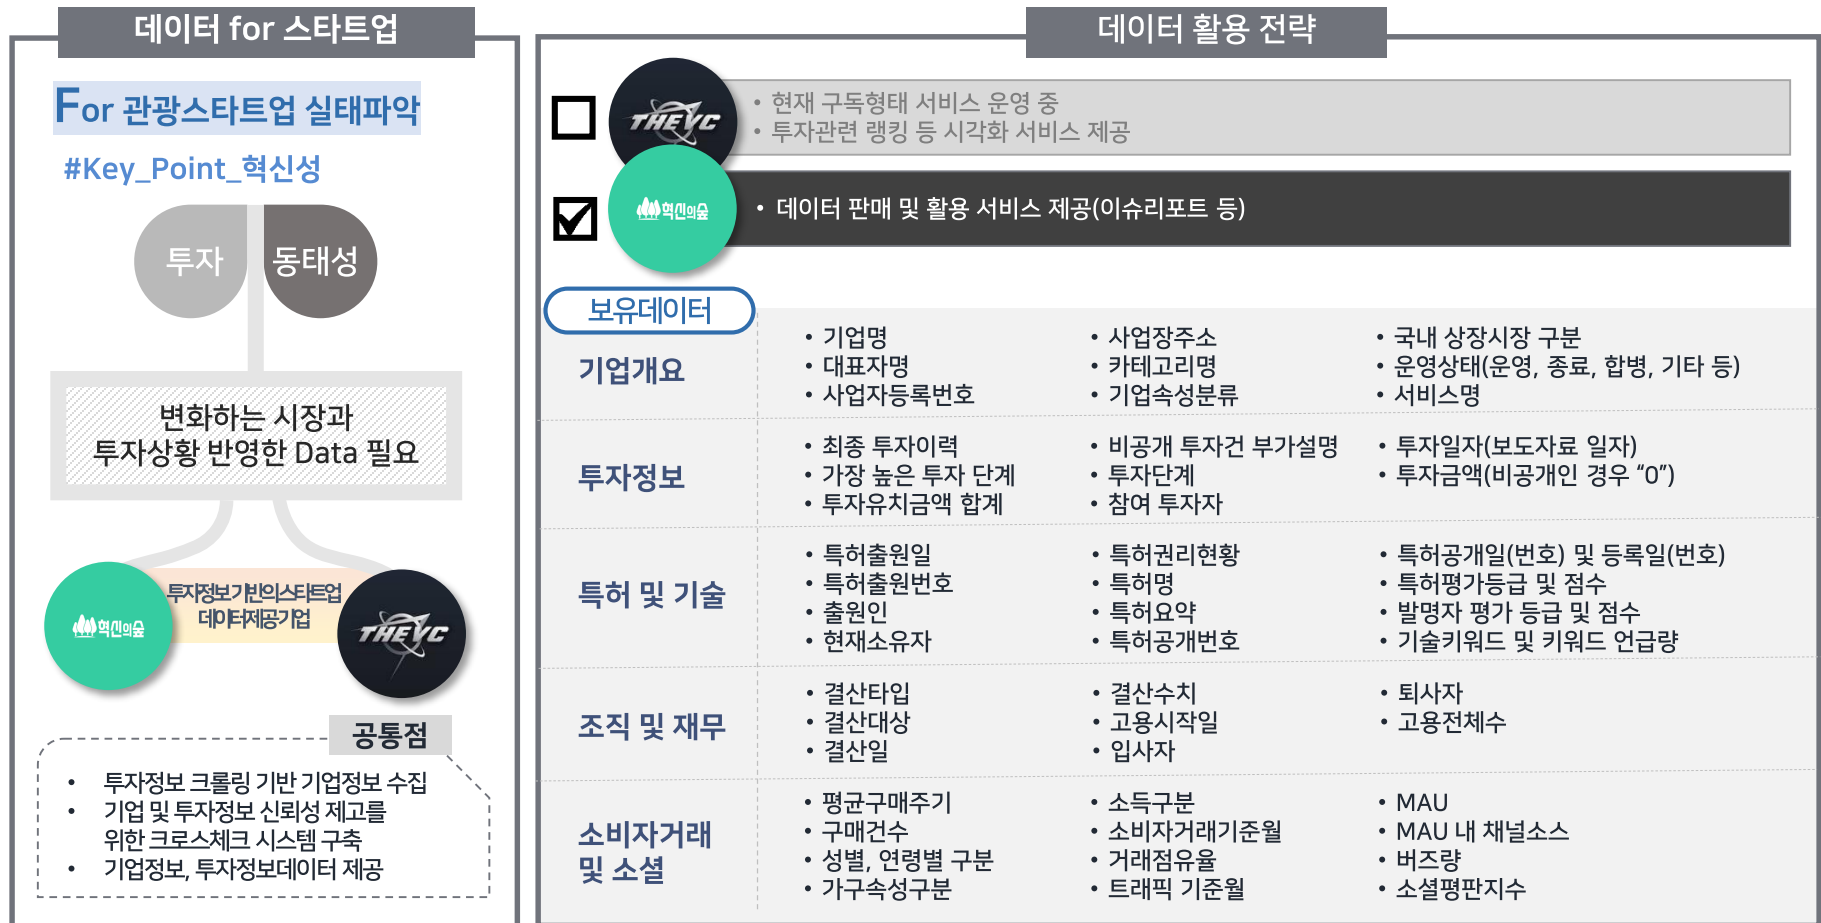 데이터 for 스타트업
For 관광스타트업 실태파악
#Key_Point_혁신성
투자
동태성
변화하는 시장과
투자상황 반영한 Data 필요
혁신의숲
투자정보 기반의 스타트업
데이터제공기업
THEVC
공통점
• 투자정보 크롤링 기반 기업정보 수집
• 기업 및 투자정보 신뢰성 제고를
위한 크로스체크 시스템 구축
• 기업정보, 투자정보데이터 제공
데이터 활용 전략
THEVC
• 현재 구독형태 서비스 운영 중
• 투자관련 랭킹 등 시각화 서비스 제공
혁신의숲
• 데이터 판매 및 활용 서비스 제공(이슈리포트 등)
보유데이터
기업개요
• 기업명
• 대표자명
• 사업자등록번호
• 사업장주소
• 카테고리명
• 기업속성분류
• 국내 상장시장 구분
• 운영상태(운영, 종료, 합병, 기타 등)
• 서비스명
투자정보
• 최종 투자이력
• 가장 높은 투자 단계
• 투자유치금액 합계
• 비공개 투자건 부가설명
• 투자단계
• 참여 투자자
• 투자일자(보도자료 일자)
• 투자금액(비공개인 경우 “0”)
특허 및 기술
• 특허출원일
• 특허출원번호
• 출원인
• 현재소유자
• 특허권리현황
• 특허명
• 특허요약
• 특허공개번호
• 특허공개일(번호) 및 등록일(번호)
• 특허평가등급 및 점수
• 발명자 평가 등급 및 점수
• 기술키워드 및 키워드 언급량
조직 및 재무
• 결산타입
• 결산대상
• 결산일
• 결산수치
• 고용시작일
• 입사자
• 퇴사자
• 고용전체수
소비자거래
및 소셜
• 평균구매주기
• 구매건수
• 성별, 연령별 구분
• 가구속성구분
• 소득구분
• 소비자거래기준월
• 거래점유율
• 트래픽 기준월
• MAU
• MAU 내 채널소스
• 버즈량
• 소셜평판지수